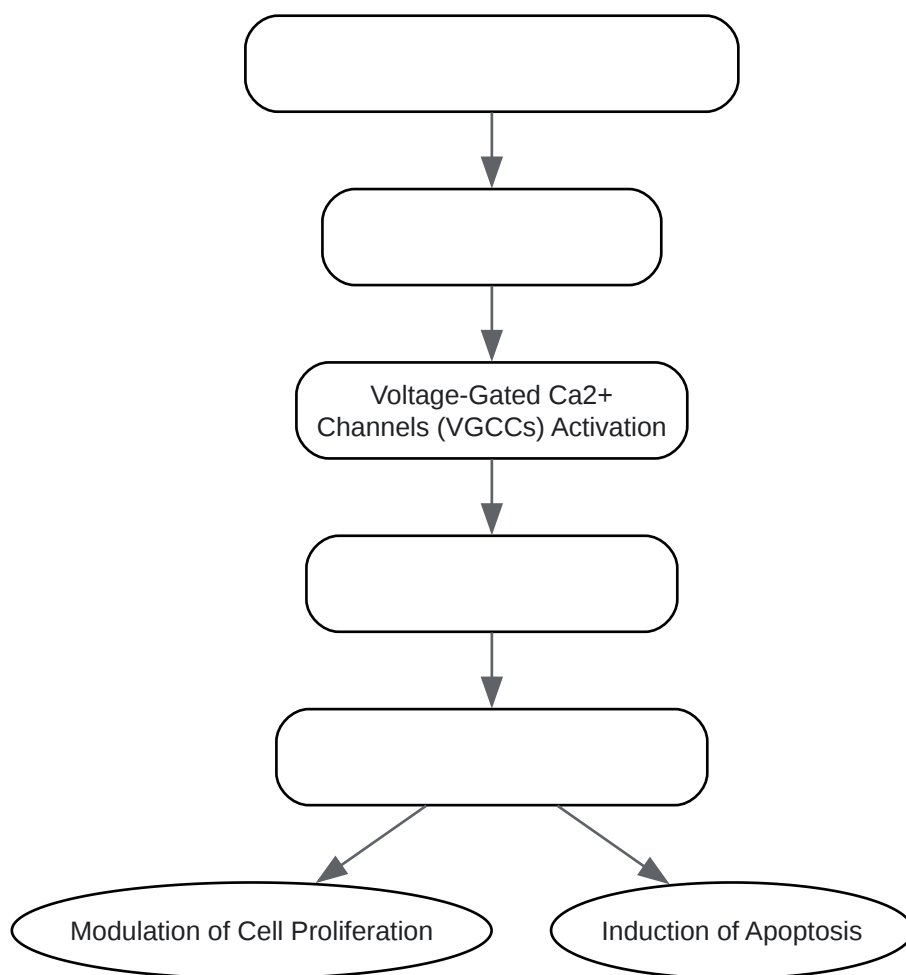 Voltage-Gated Ca2+
Channels (VGCCs) Activation
Modulation of Cell Proliferation
Induction of Apoptosis